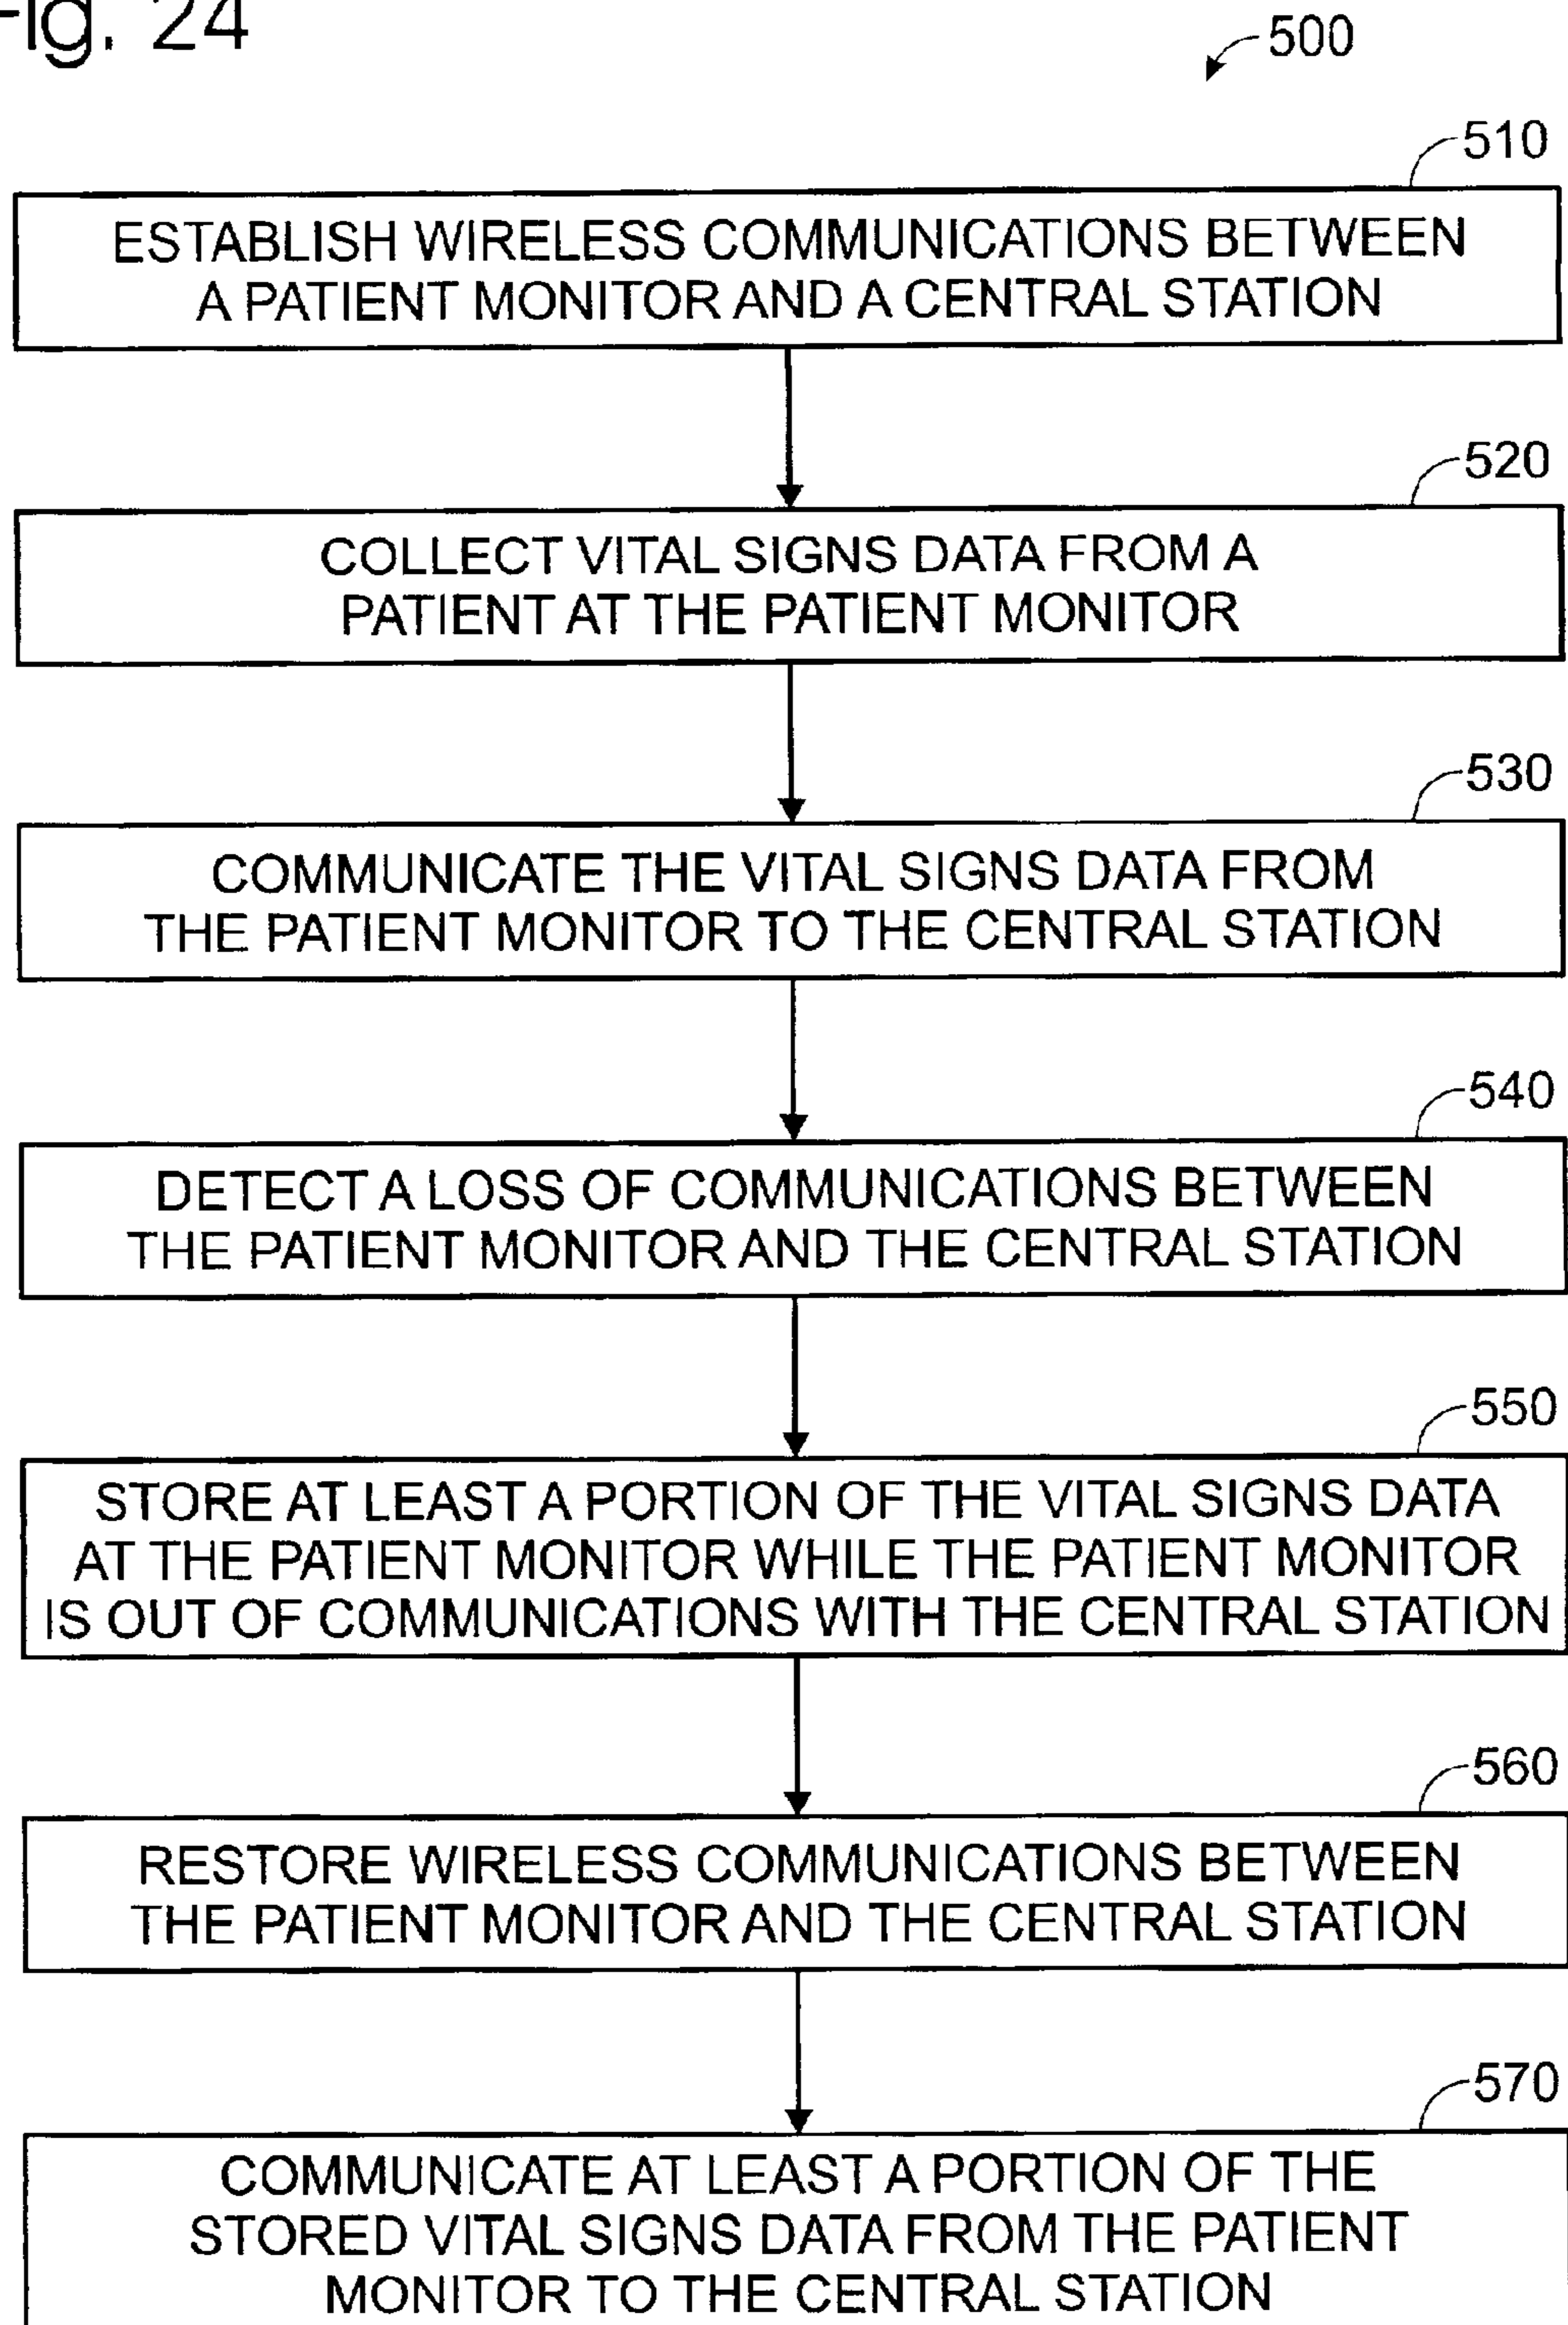 Fig. 24
500
510
ESTABLISH WIRELESS COMMUNICATIONS BETWEEN
A PATIENT MONITOR AND A CENTRAL STATION
520
COLLECT VITAL SIGNS DATA FROM A
PATIENT AT THE PATIENT MONITOR
530
COMMUNICATE THE VITAL SIGNS DATA FROM
THE PATIENT MONITOR TO THE CENTRAL STATION
540
DETECT A LOSS OF COMMUNICATIONS BETWEEN
THE PATIENT MONITOR AND THE CENTRAL STATION
550
STORE AT LEAST A PORTION OF THE VITAL SIGNS DATA
AT THE PATIENT MONITOR WHILE THE PATIENT MONITOR
IS OUT OF COMMUNICATIONS WITH THE CENTRAL STATION
560
RESTORE WIRELESS COMMUNICATIONS BETWEEN
THE PATIENT MONITOR AND THE CENTRAL STATION
570
COMMUNICATE AT LEAST A PORTION OF THE
STORED VITAL SIGNS DATA FROM THE PATIENT
MONITOR TO THE CENTRAL STATION